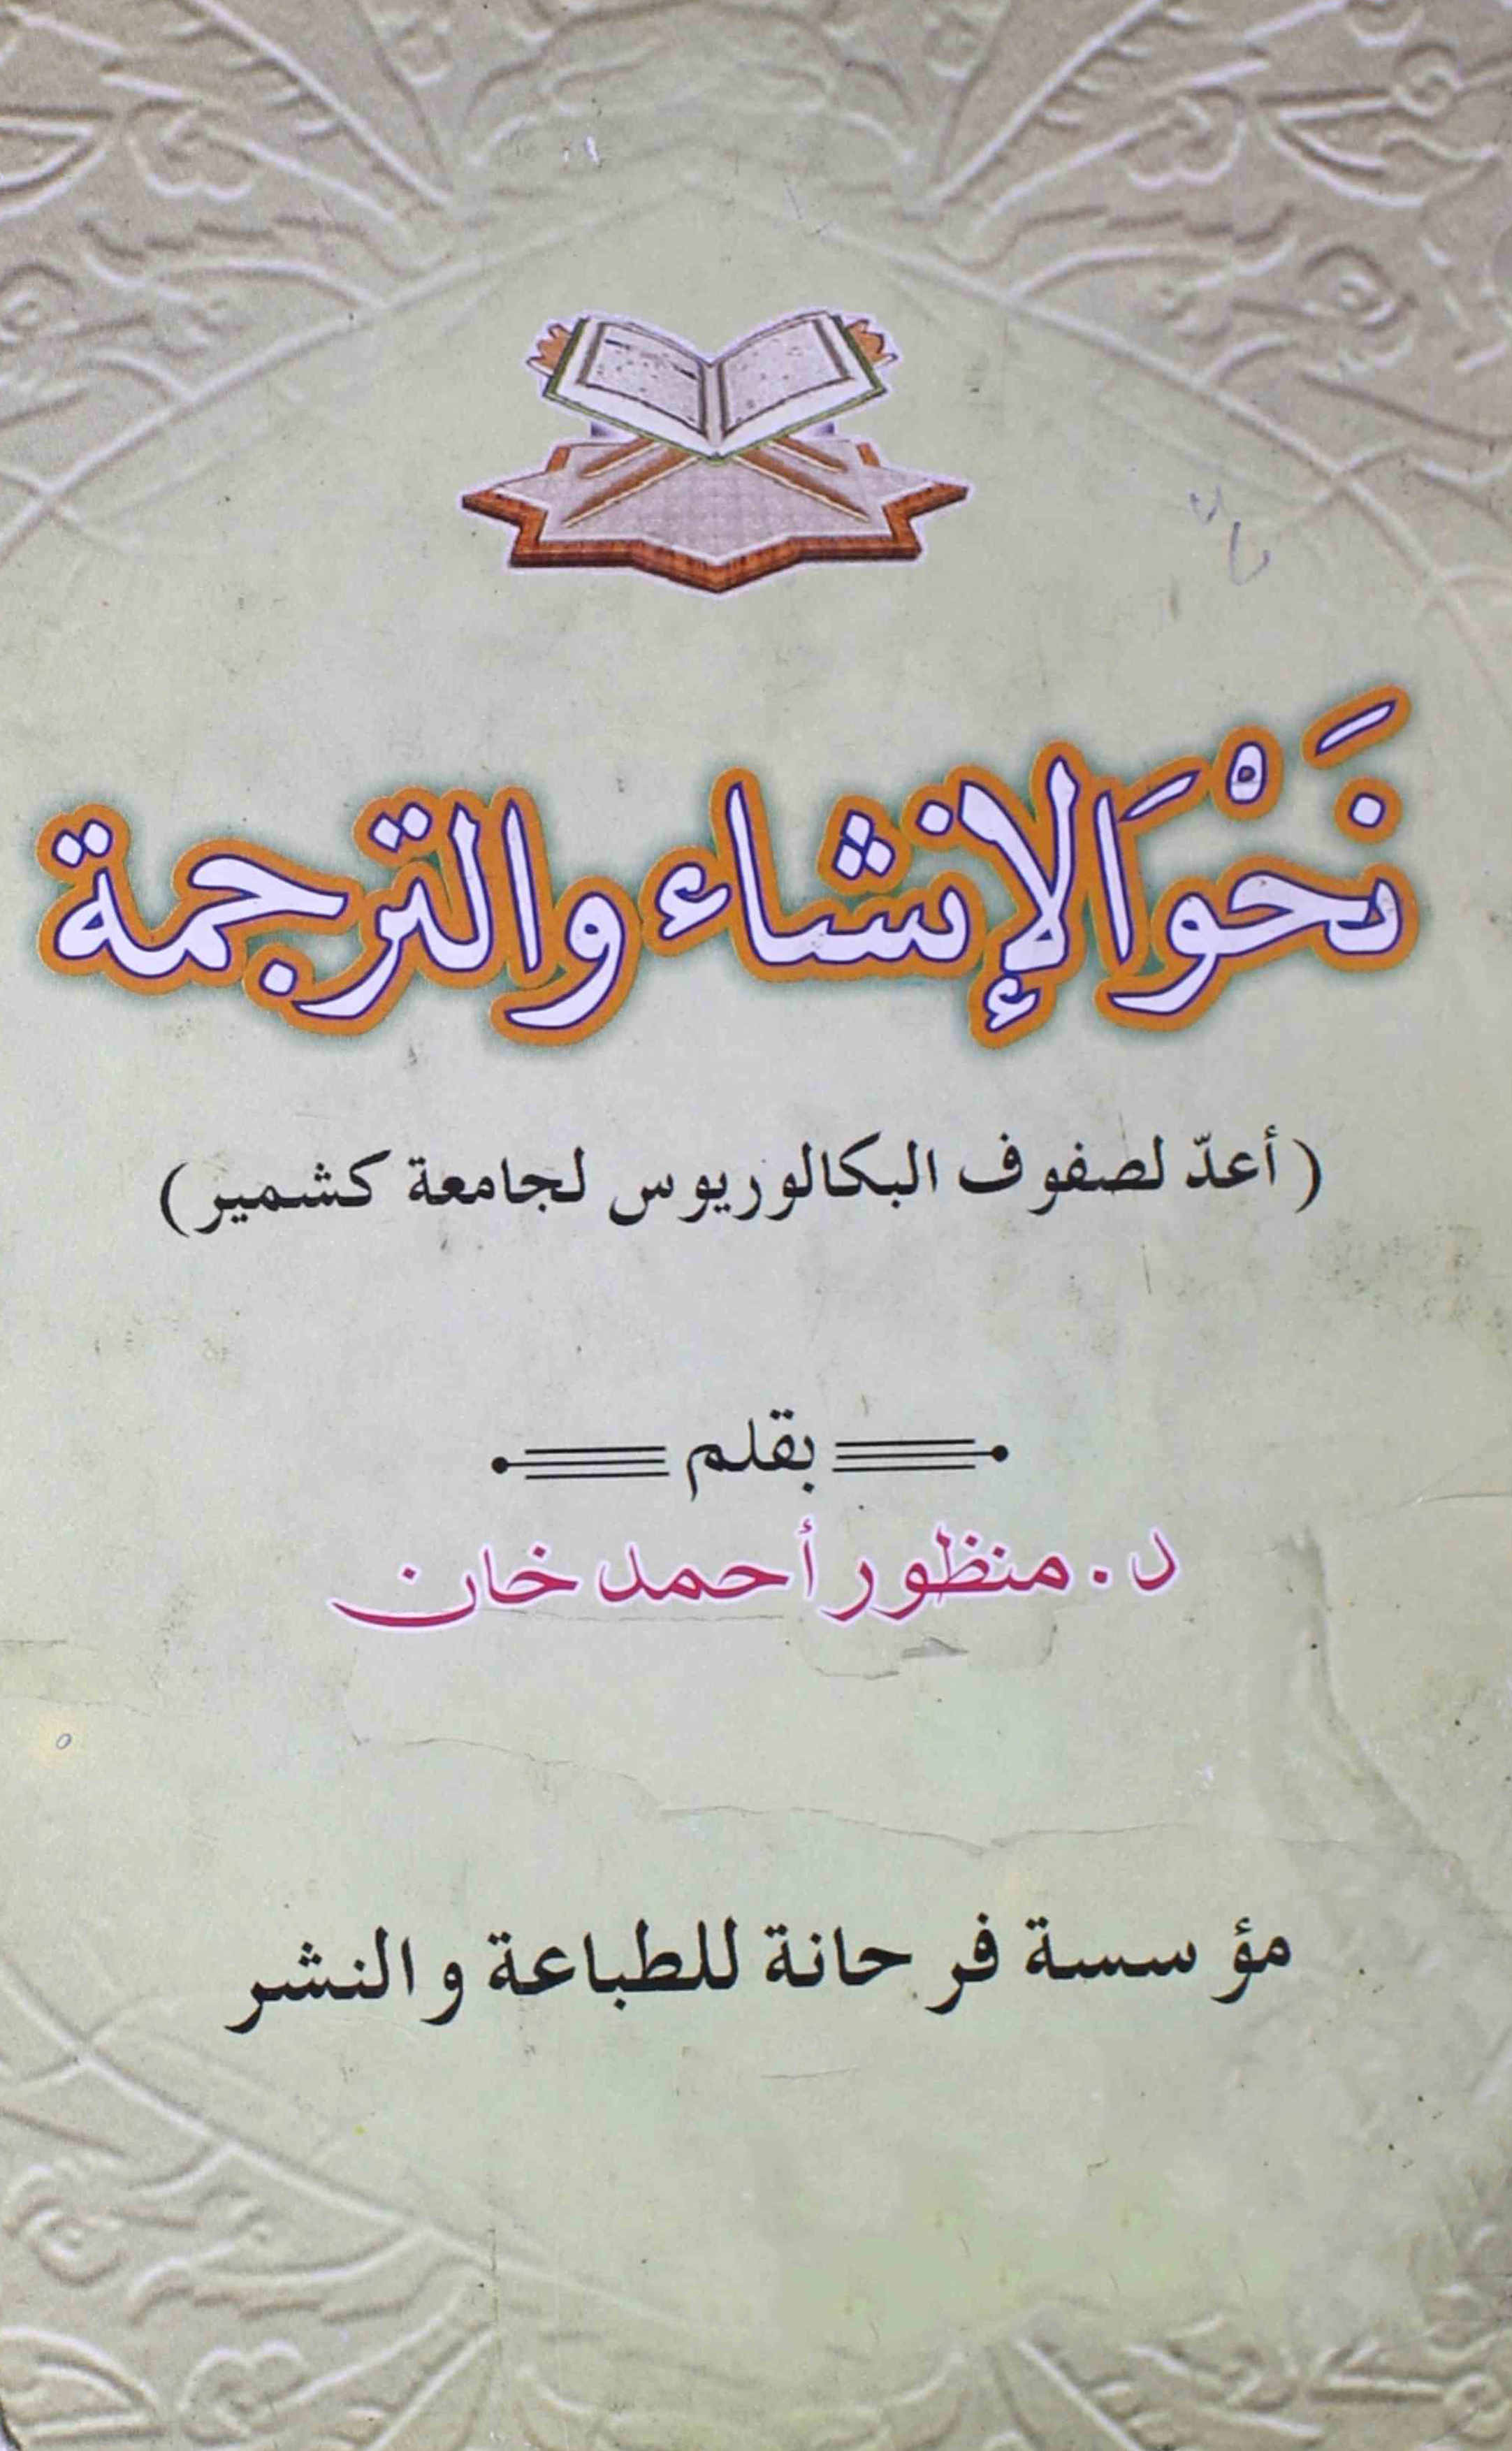 نَحْوَ الإنشاء والترجمة
( أعدّ لصفوف البكالوريوس لجامعة كشمير )
بقلم
د. منظور أحمد خان
مؤسسة فرحانة للطباعة والنشر